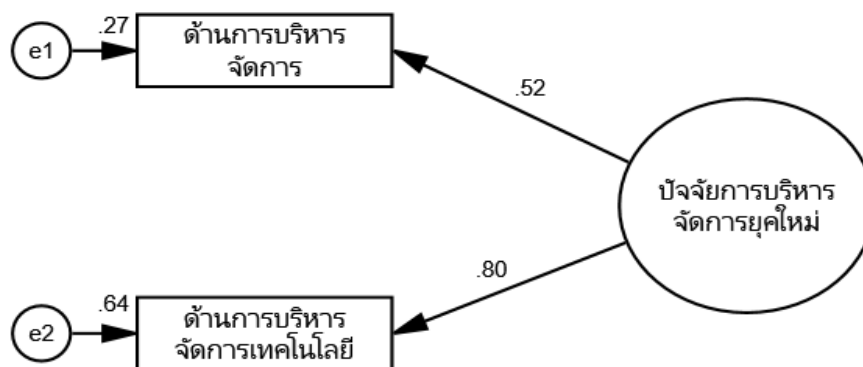 .27
e1
ด้านการบริหาร
จัดการ
.52
ปัจจัยการบริหาร
จัดการยุคใหม่
.80
.64
e2
ด้านการบริหาร
จัดการเทคโนโลยี